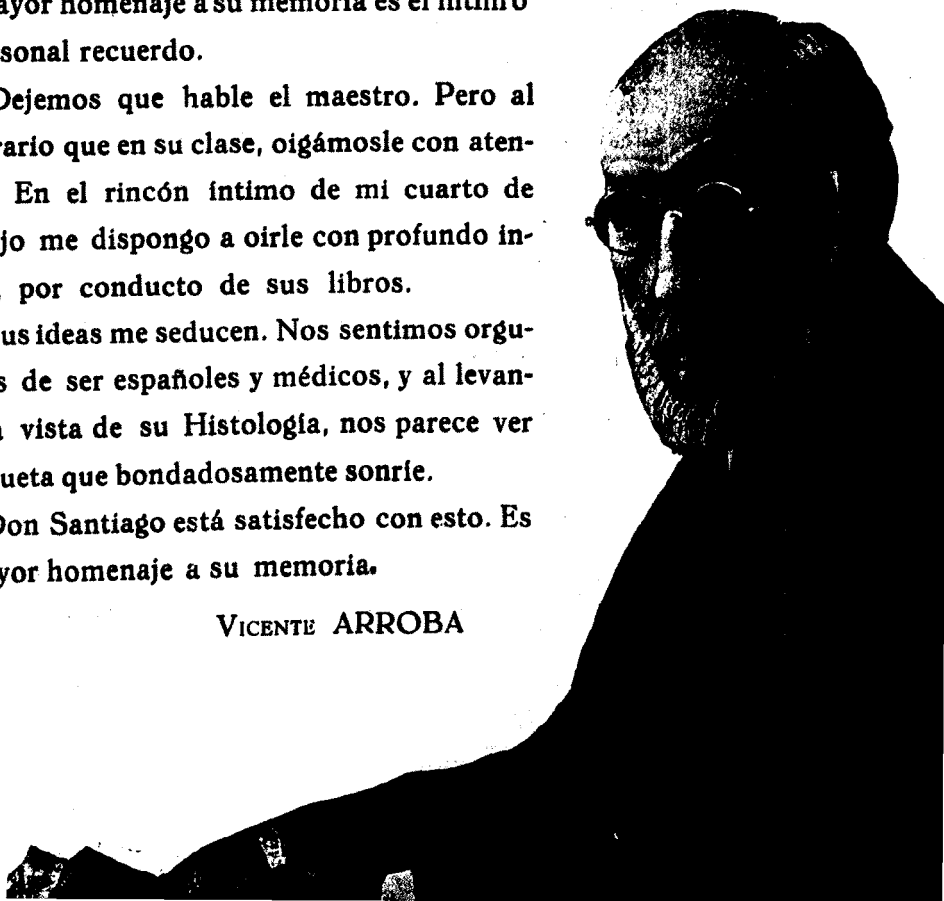 ayor homenaje a su memoria es el íntimo
sonal recuerdo.
Dejemos que hable el maestro. Pero al
rario que en su clase, oigámosle con aten-
En el rincón íntimo de mi cuarto de
jo me dispongo a oirle con profundo in-
por conducto de sus libros.
us ideas me seducen. Nos sentimos orgu-
s de ser españoles y médicos, y al levan-
a vista de su Histología, nos parece ver
ueta que bondadosamente sonríe.
Don Santiago está satisfecho con esto. Es
yor homenaje a su memoria.
VICENTE ARROBA